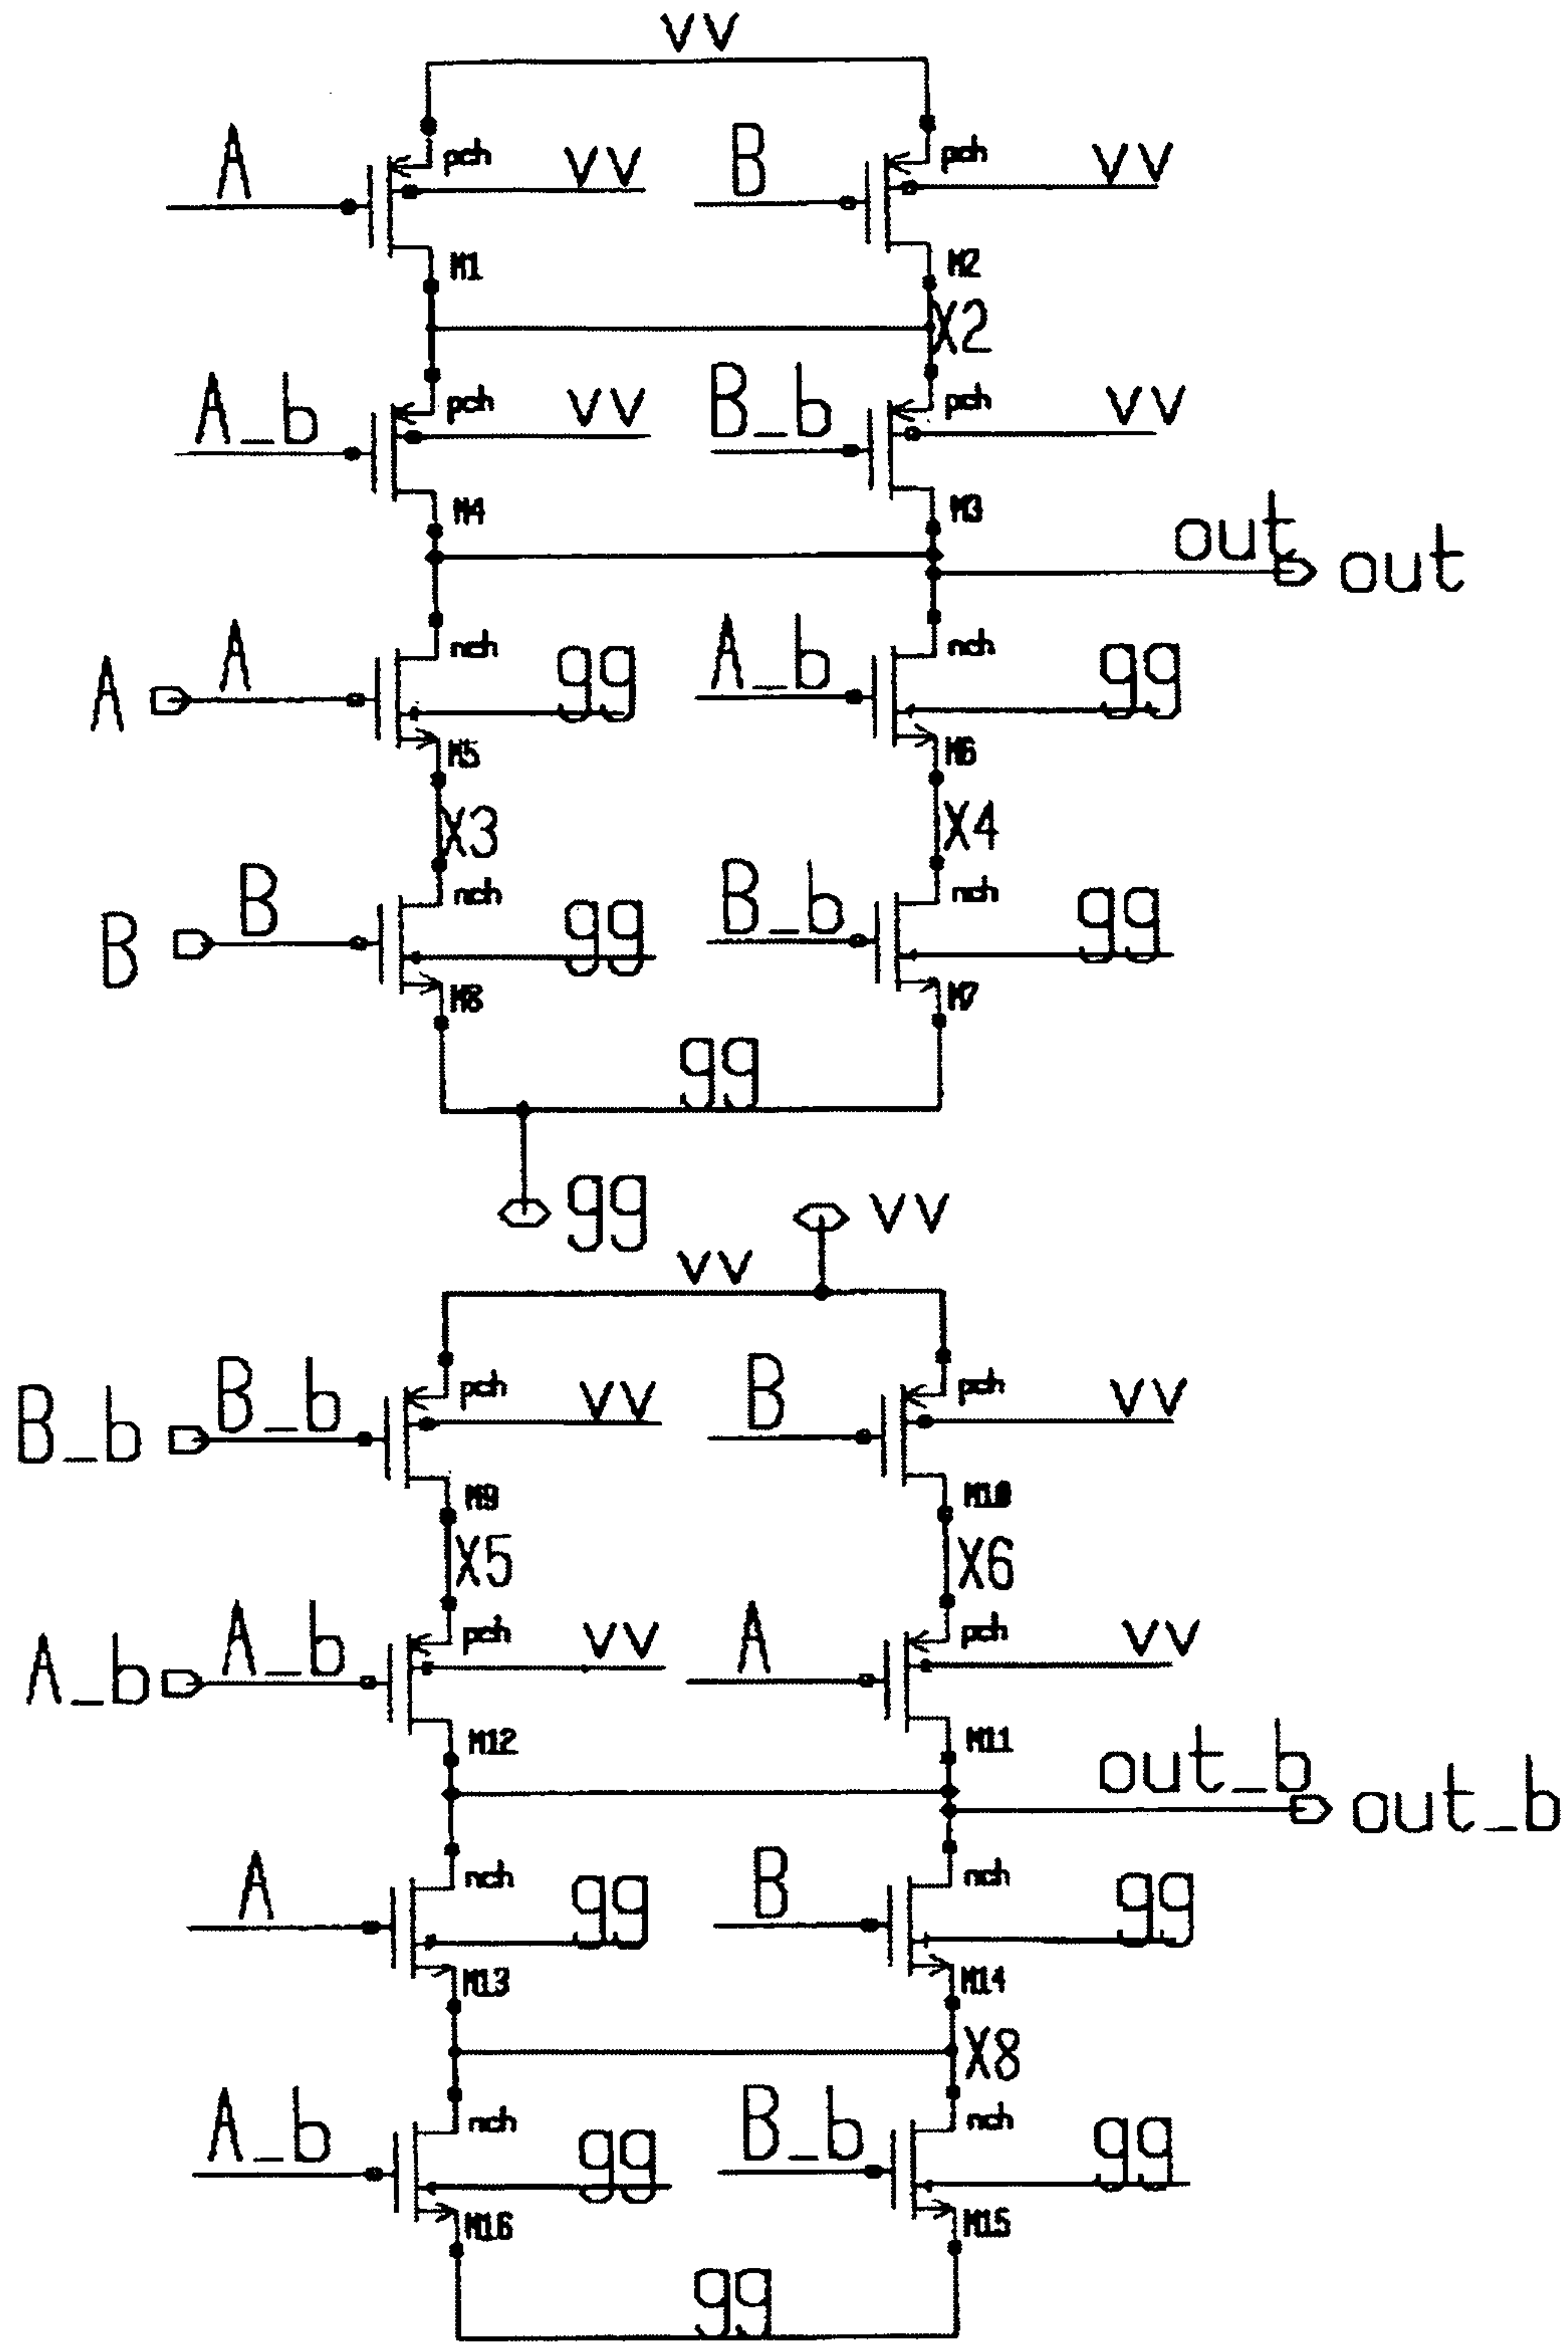 vv
A
pch
vv
B
pch
vv
M1
M2
X2
A_b
pch
vv
B_b
pch
vv
M4
M3
out
out
A
A
nch
gg
A_b
nch
gg
M5
M6
X3
X4
B
B
nch
gg
B_b
nch
gg
M8
M7
gg
gg
vv
vv
B_b
B_b
pch
vv
B
pch
vv
M9
M10
X5
X6
A_b
A_b
pch
vv
A
pch
vv
M12
M11
out_b
out_b
A
nch
gg
B
nch
gg
M13
M14
X8
A_b
nch
gg
B_b
nch
gg
M16
M15
gg